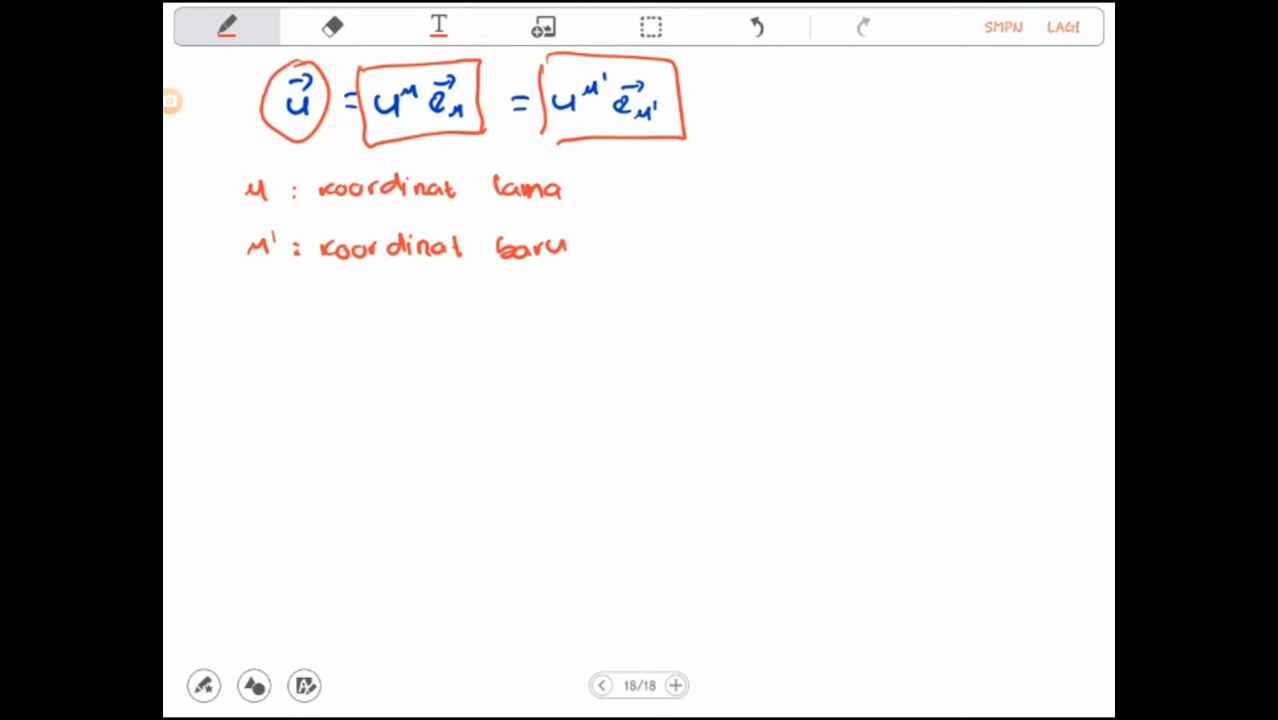 T SMPN LAGI
u⃗ = u^μ e⃗_μ = u^μ' e⃗_μ'
μ : koordinat lama
μ' : koordinat baru
18/18